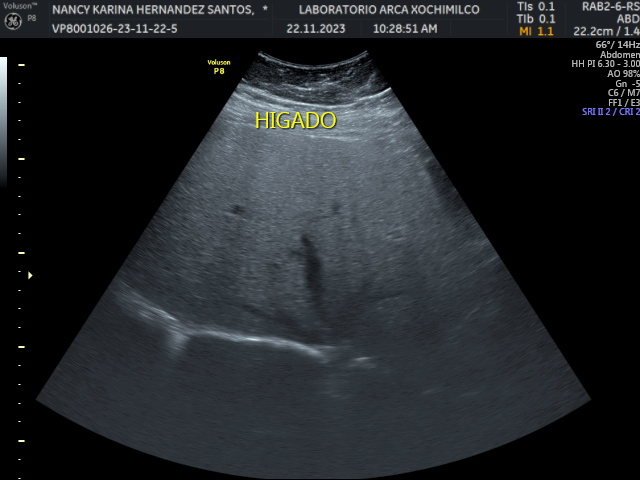 Voluson™
P8
NANCY KARINA HERNANDEZ SANTOS, *
LABORATORIO ARCA XOCHIMILCO
TIs 0.1
RAB2-6-RS
VP8001026-23-11-22-5
22.11.2023
10:28:51 AM
TIb 0.1
ABD
MI 1.1
22.2cm / 1.4
66°/ 14Hz
Abdomen
HH PI 6.30 - 3.00
AO 98%
Gn -5
C6 / M7
FF1 / E3
SRI II 2 / CRI 2
Voluson
P8
HIGADO